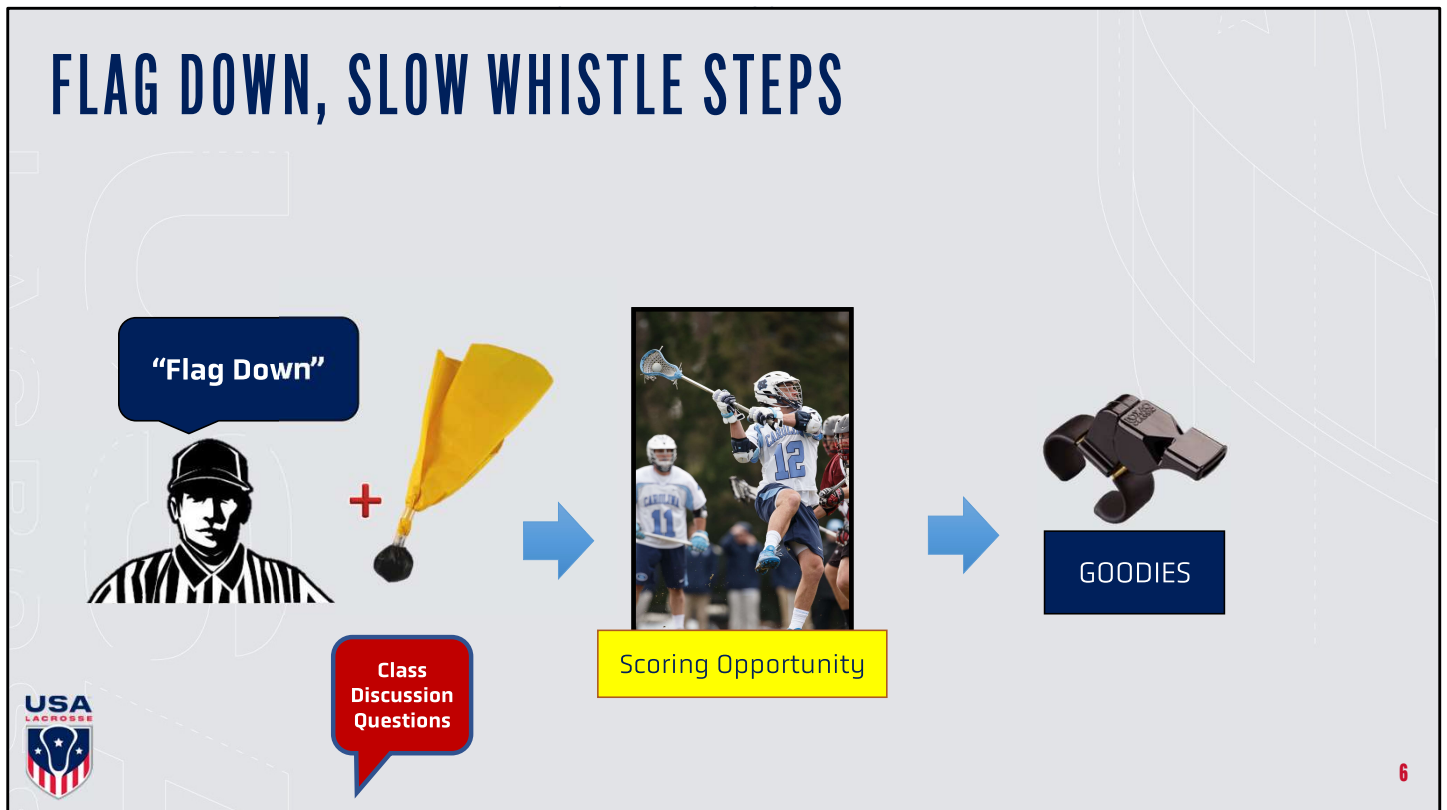 FLAG DOWN, SLOW WHISTLE STEPS
“Flag Down”
CAROLINA
12
CAROLINA
11
Scoring Opportunity
GOODIES
Class
Discussion
Questions
USA
LACROSSE
6